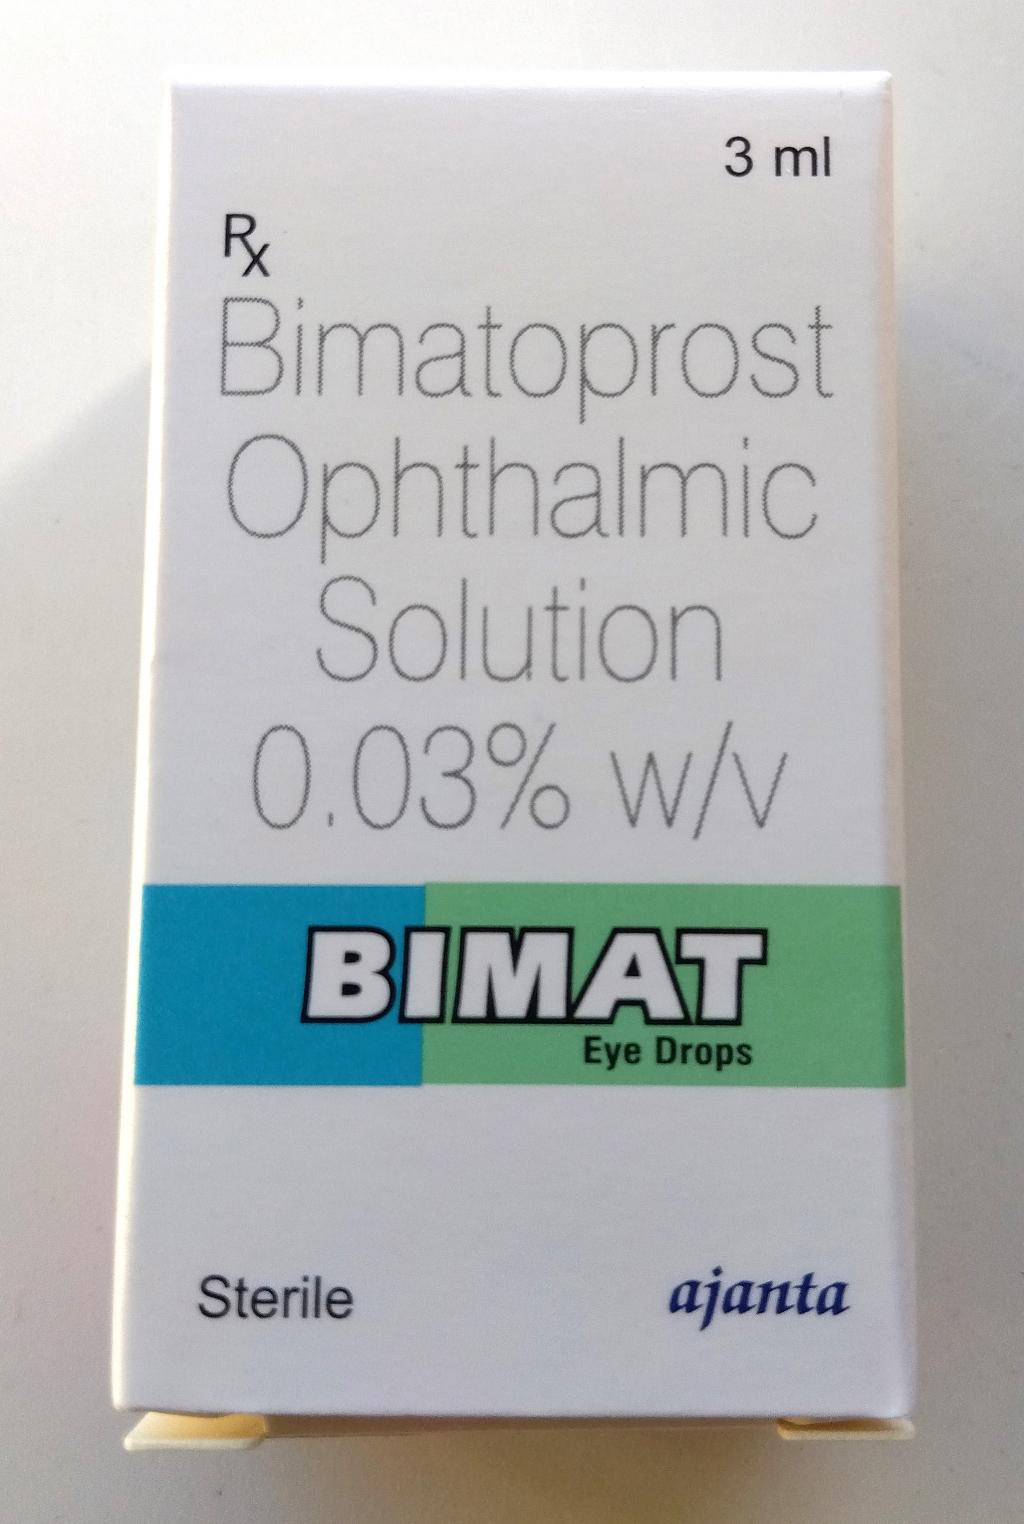 3 ml
Rx
Bimatoprost
Ophthalmic
Solution
0.03% w/v
BIMAT
Eye Drops
Sterile
ajanta